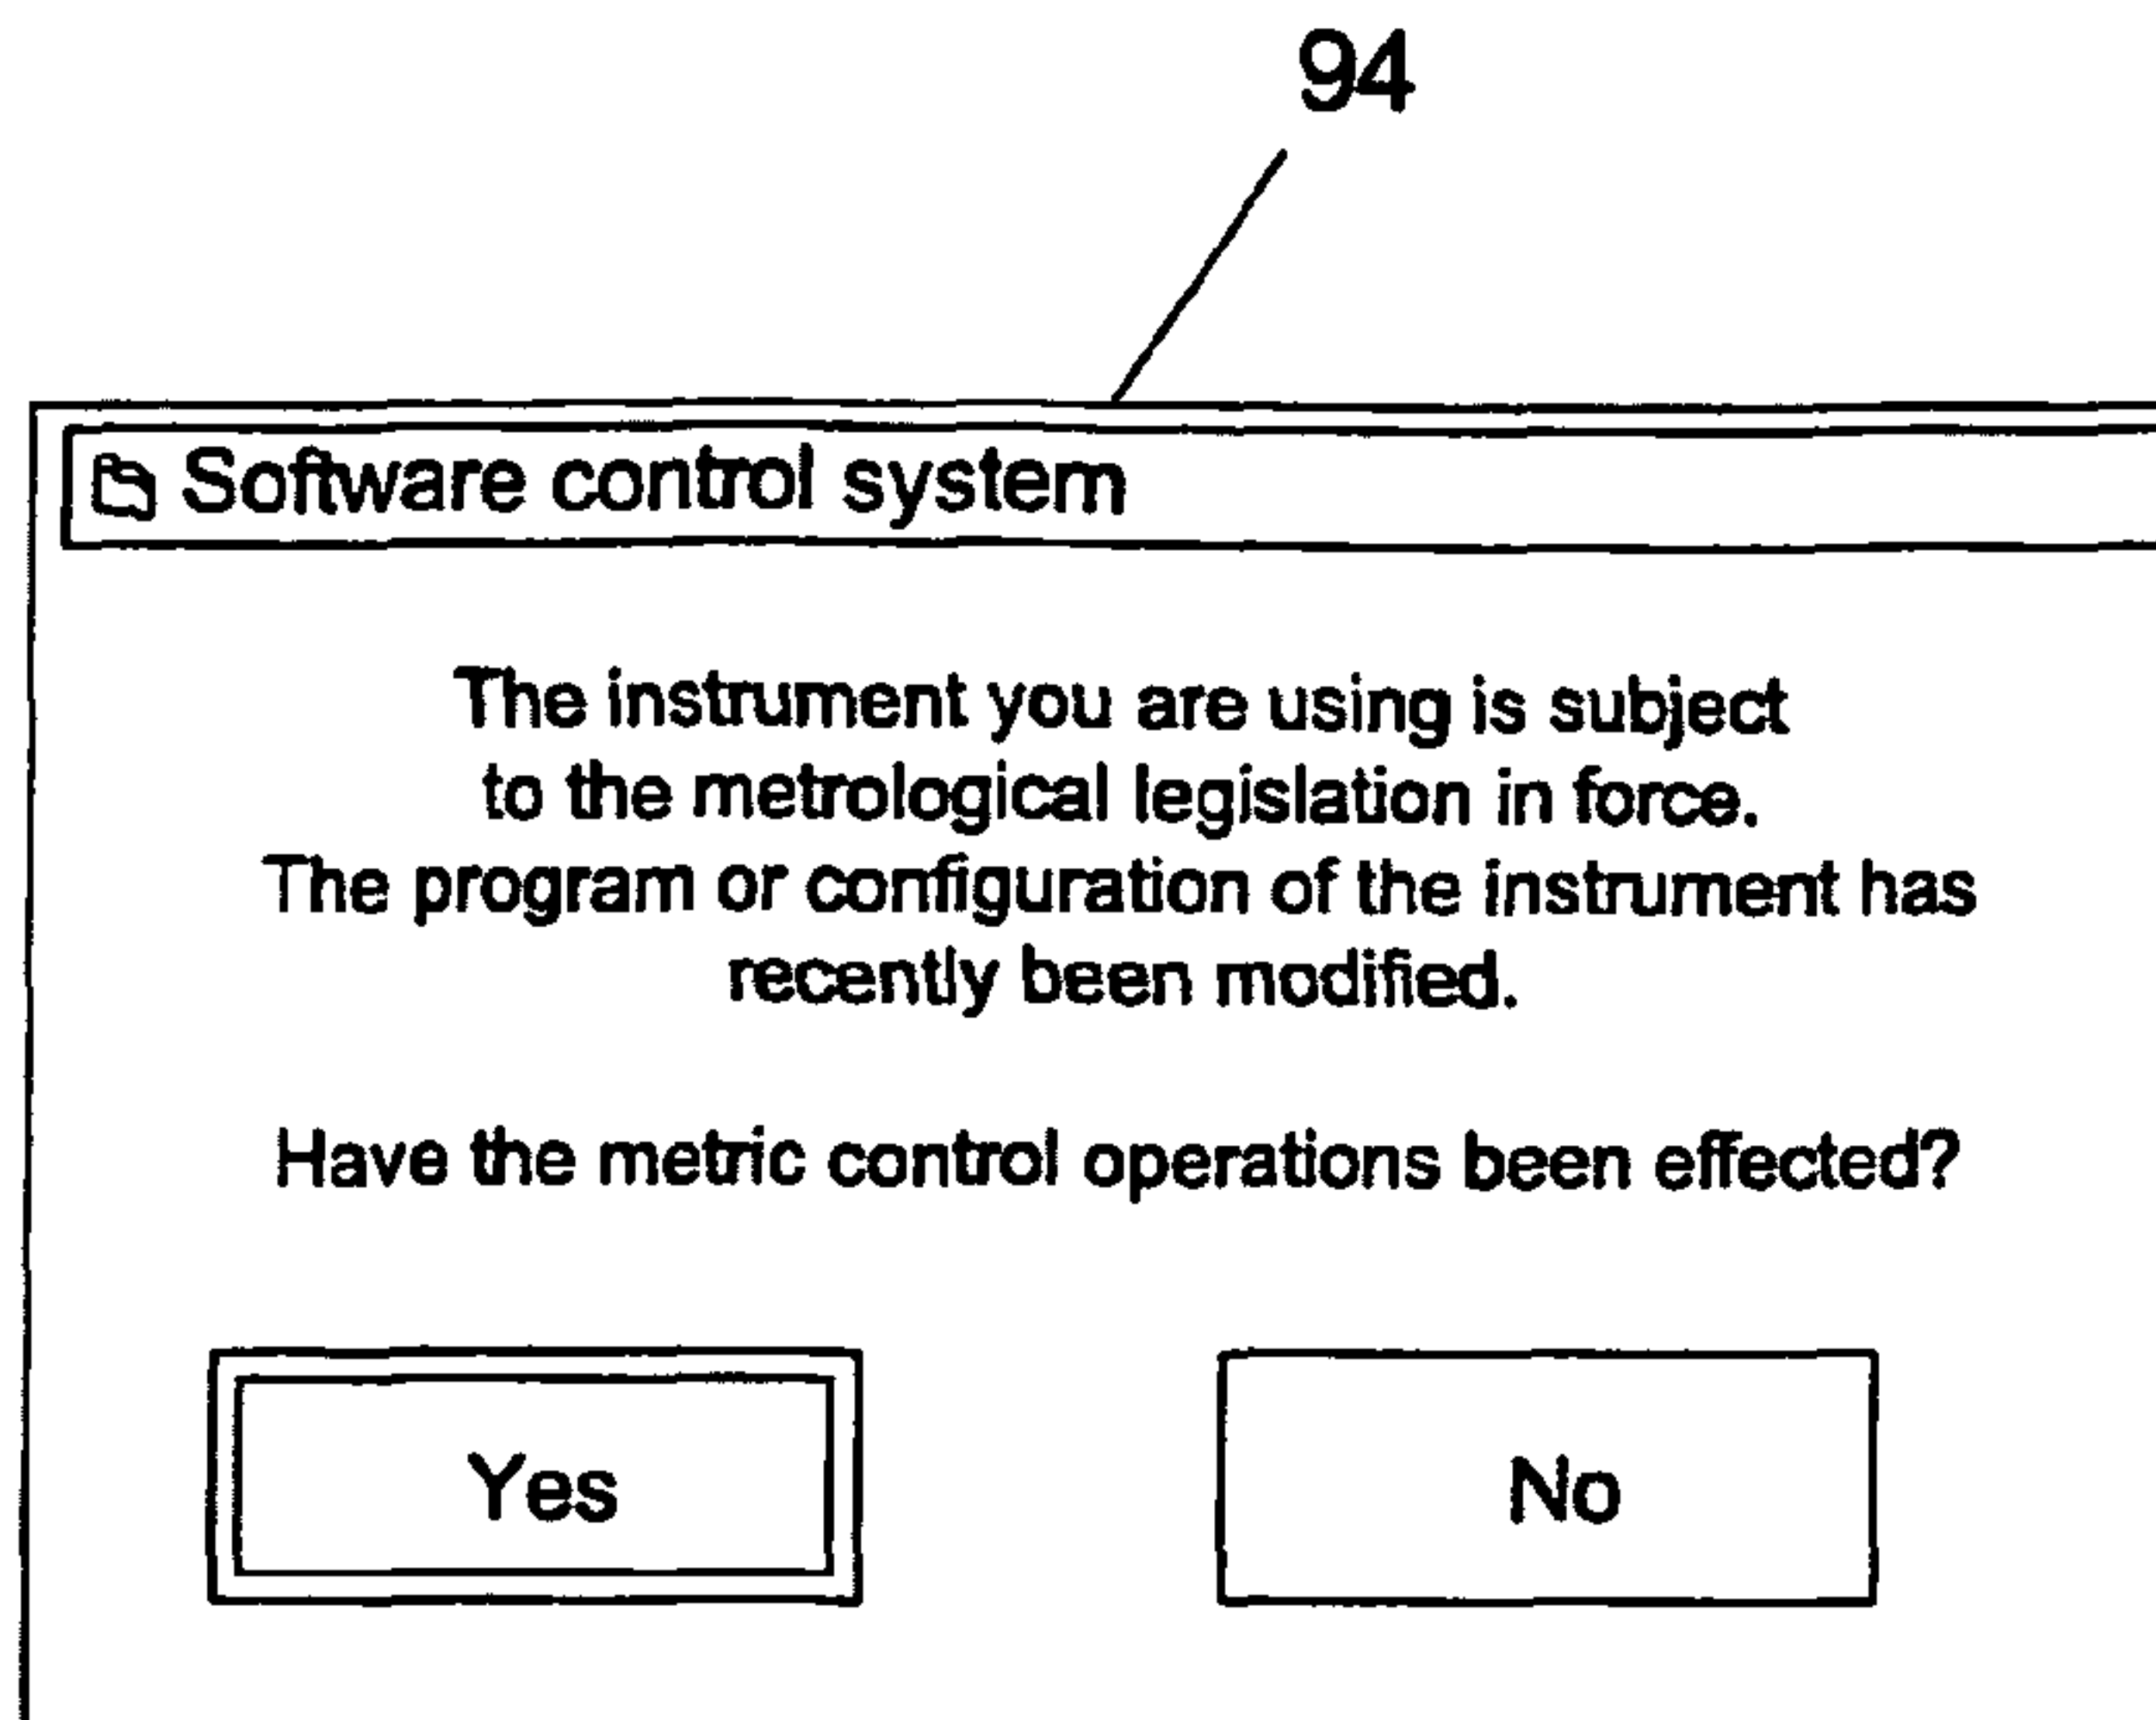 94
Software control system
The instrument you are using is subject
to the metrological legislation in force.
The program or configuration of the instrument has
recently been modified.
Have the metric control operations been effected?
Yes
No